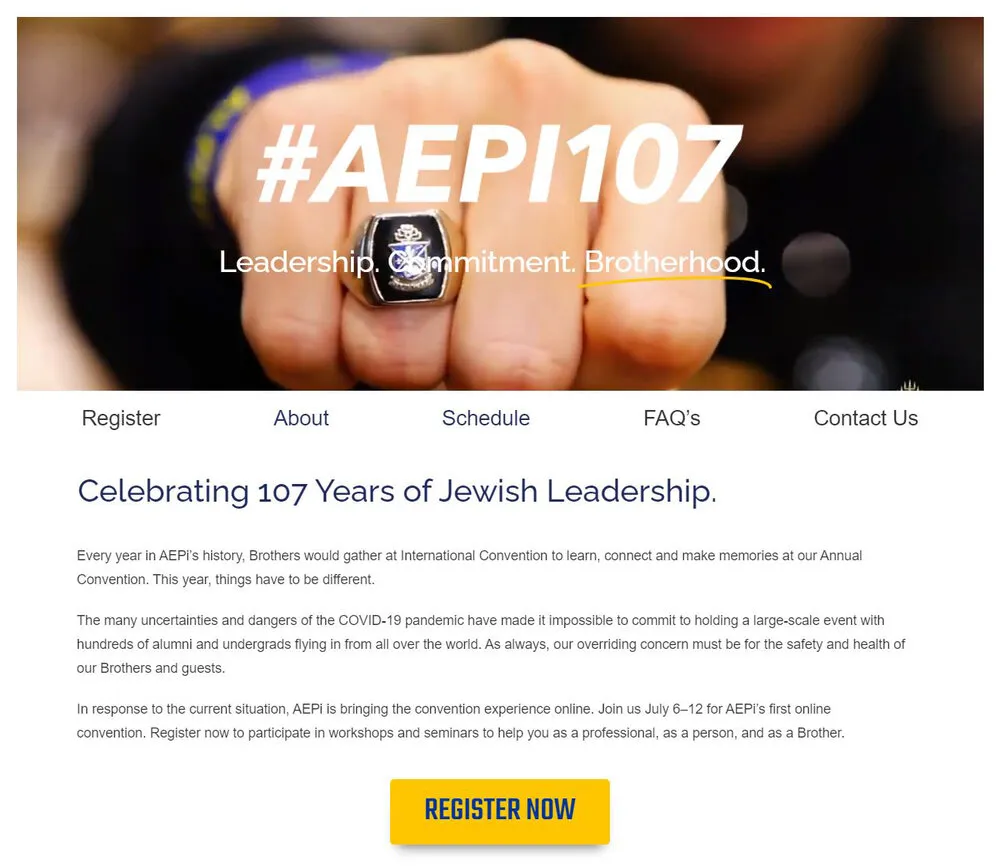 #AEPI107
Leadership. Commitment. Brotherhood.
Register About Schedule FAQ’s Contact Us
Celebrating 107 Years of Jewish Leadership.
Every year in AEPi’s history, Brothers would gather at International Convention to learn, connect and make memories at our Annual
Convention. This year, things have to be different.
The many uncertainties and dangers of the COVID-19 pandemic have made it impossible to commit to holding a large-scale event with
hundreds of alumni and undergrads flying in from all over the world. As always, our overriding concern must be for the safety and health of
our Brothers and guests.
In response to the current situation, AEPi is bringing the convention experience online. Join us July 6–12 for AEPi’s first online
convention. Register now to participate in workshops and seminars to help you as a professional, as a person, and as a Brother.
REGISTER NOW